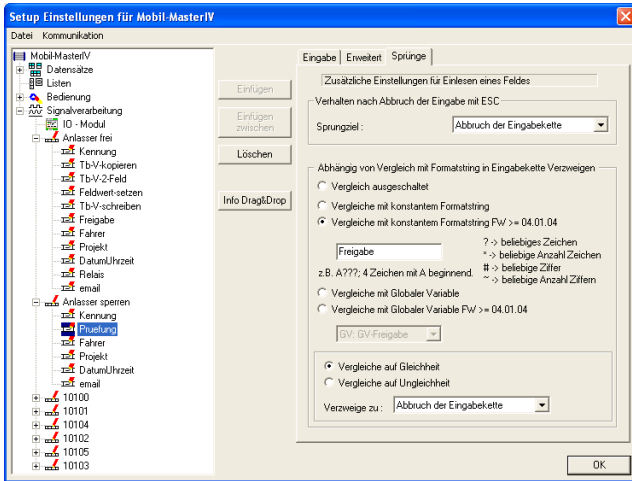 Setup Einstellungen für Mobil-MasterIV
Datei Kommunikation
Mobil-MasterIV
Datensätze
Listen
Bedienung
Signalverarbeitung
IO - Modul
Anlasser frei
Kennung
Tb-V-kopieren
Tb-V-2-Feld
Feldwert-setzen
Tb-V-schreiben
Freigabe
Fahrer
Projekt
DatumUhrzeit
Relais
email
Anlasser sperren
Kennung
Pruefung
Fahrer
Projekt
DatumUhrzeit
email
10100
10101
10104
10102
10105
10103
Einfügen
Einfügen
zwischen
Löschen
Info Drag&Drop
Eingabe Erweitert Sprünge
Zusätzliche Einstellungen für Einlesen eines Feldes
Verhalten nach Abbruch der Eingabe mit ESC
Sprungziel : Abbruch der Eingabekette
Abhängig von Vergleich mit Formatstring in Eingabekette Verzweigen
Vergleich ausgeschaltet
Vergleiche mit konstantem Formatstring
Vergleiche mit konstantem Formatstring FW >= 04.01.04
Freigabe
? -> beliebiges Zeichen
* -> beliebige Anzahl Zeichen
# -> beliebige Ziffer
~ -> beliebige Anzahl Ziffern
z.B. A???; 4 Zeichen mit A beginnend.
Vergleiche mit Globaler Variable
Vergleiche mit Globaler Variable FW >= 04.01.04
GV: GV-Freigabe
Vergleiche auf Gleichheit
Vergleiche auf Ungleichheit
Verzweige zu : Abbruch der Eingabekette
OK